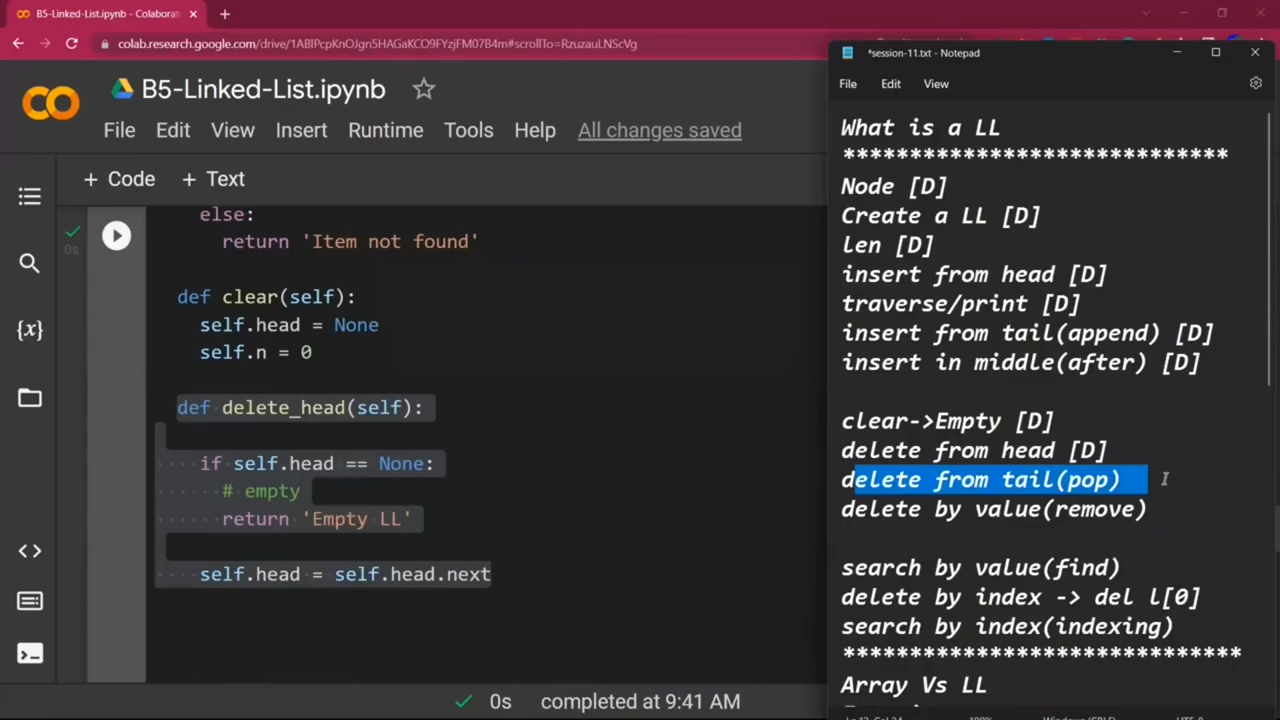 B5-Linked-List.ipynb - Colaborat
colab.research.google.com/drive/1ABlPcpKnOJgn5HAGaKCO9FYzjFM07B4m#scrollTo=RzuzauLNScVg
B5-Linked-List.ipynb
File Edit View Insert Runtime Tools Help All changes saved
+ Code + Text
0s
else:
return 'Item not found'
def clear(self):
self.head = None
self.n = 0
def delete_head(self):
if self.head == None:
# empty
return 'Empty LL'
self.head = self.head.next
0s completed at 9:41 AM
*session-11.txt - Notepad
File Edit View
What is a LL
*****************************
Node [D]
Create a LL [D]
len [D]
insert from head [D]
traverse/print [D]
insert from tail(append) [D]
insert in middle(after) [D]
clear->Empty [D]
delete from head [D]
delete from tail(pop)
delete by value(remove)
search by value(find)
delete by index -> del l[0]
search by index(indexing)
******************************
Array Vs LL